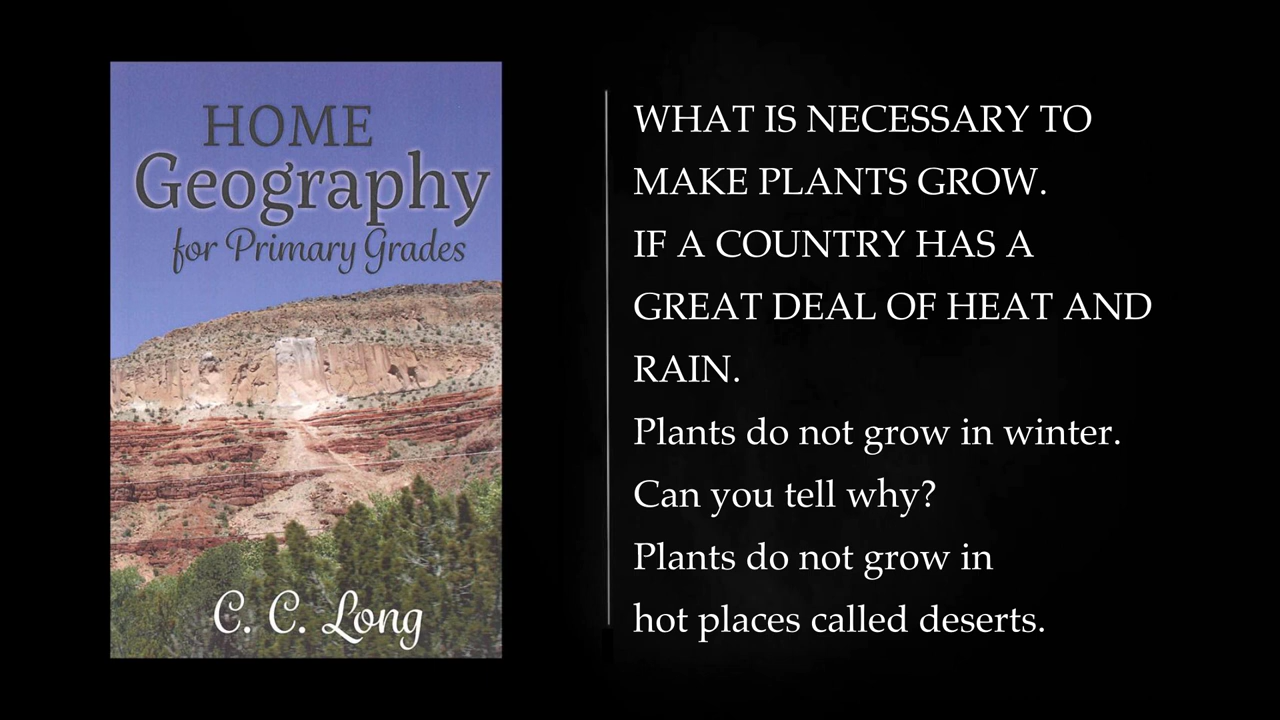 HOME
Geography
for Primary Grades
C. C. Long
WHAT IS NECESSARY TO
MAKE PLANTS GROW.
IF A COUNTRY HAS A
GREAT DEAL OF HEAT AND
RAIN.
Plants do not grow in winter.
Can you tell why?
Plants do not grow in
hot places called deserts.